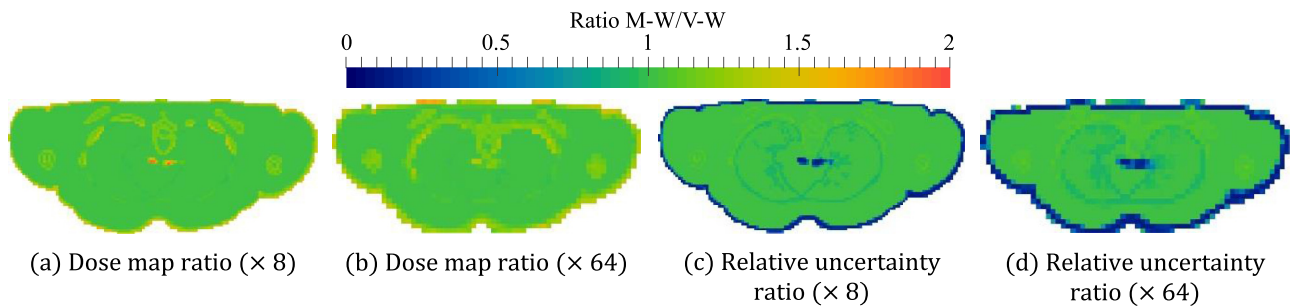 Ratio M-W/V-W
0 0.5 1 1.5 2
(a) Dose map ratio (× 8)
(b) Dose map ratio (× 64)
(c) Relative uncertainty
ratio (× 8)
(d) Relative uncertainty
ratio (× 64)